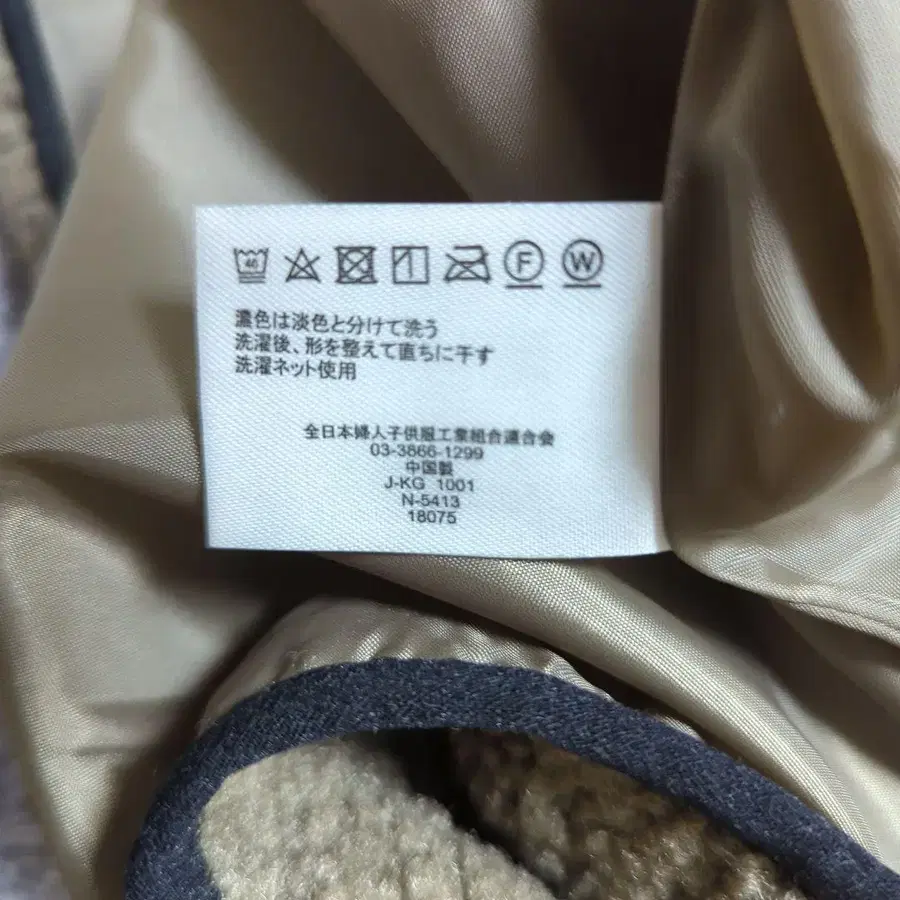 40 F W
濃色は淡色と分けて洗う
洗濯後、形を整えて直ちに干す
洗濯ネット使用
全日本婦人子供服工業組合連合会
03-3866-1299
中国製
J-KG 1001
N-5413
18075